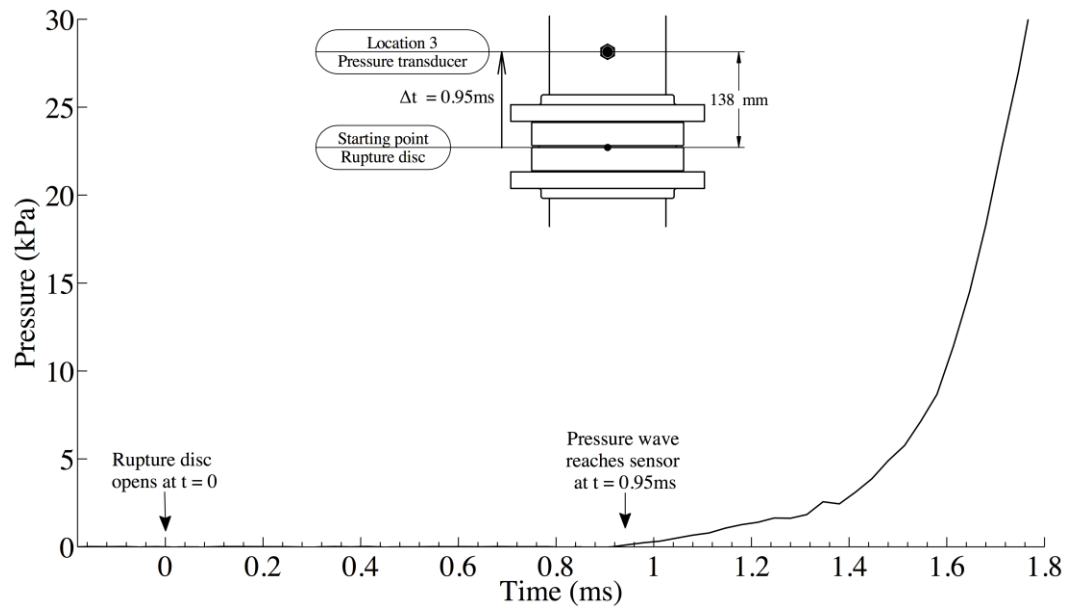 30
25
20
15
10
5
0
Pressure (kPa)
Location 3
Pressure transducer
Δt = 0.95ms
138 mm
Starting point
Rupture disc
Rupture disc
opens at t = 0
Pressure wave
reaches sensor
at t = 0.95ms
0 0.2 0.4 0.6 0.8 1 1.2 1.4 1.6 1.8
Time (ms)